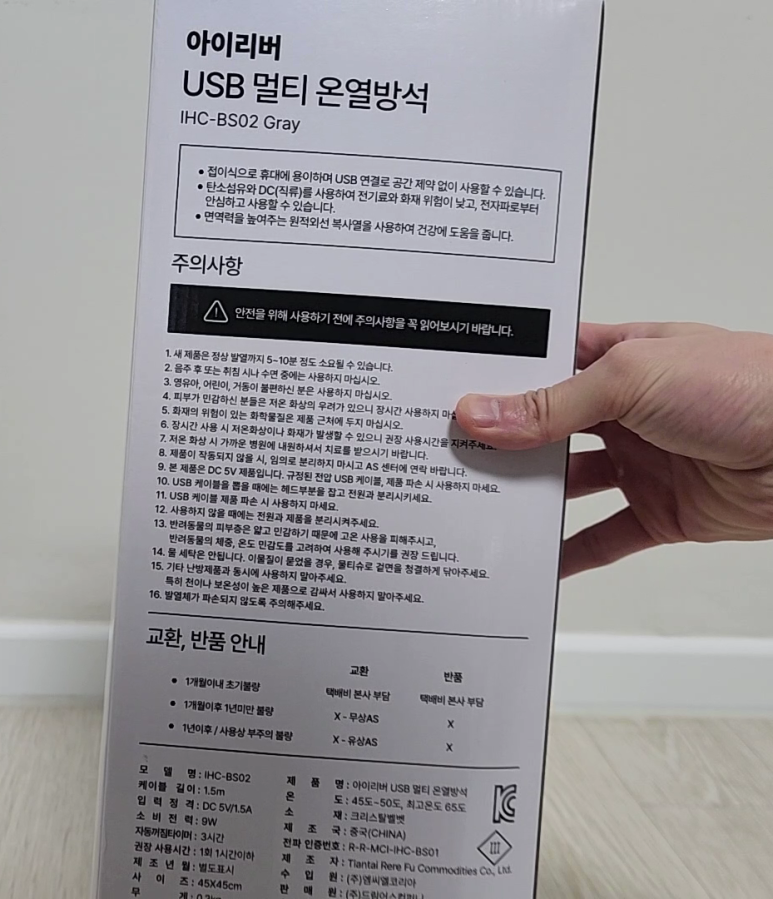 아이리버
USB 멀티 온열방석
IHC-BS02 Gray
• 접이식으로 휴대에 용이하며 USB 연결로 공간 제약 없이 사용할 수 있습니다.
• 탄소섬유와 DC(직류)를 사용하여 전기료와 화재 위험이 낮고, 전자파로부터
안심하고 사용할 수 있습니다.
• 면역력을 높여주는 원적외선 복사열을 사용하여 건강에 도움을 줍니다.
주의사항
안전을 위해 사용하기 전에 주의사항을 꼭 읽어보시기 바랍니다.
1. 새 제품은 정상 발열까지 5~10분 정도 소요될 수 있습니다.
2. 음주 후 또는 취침 시나 수면 중에는 사용하지 마십시오.
3. 영유아, 어린이, 거동이 불편하신 분은 사용하지 마십시오.
4. 피부가 민감하신 분들은 저온 화상의 우려가 있으니 장시간 사용하지
5. 화재의 위험이 있는 화학물질은 제품 근처에 두지 마십시오.
6. 장시간 사용 시 저온화상이나 화재가 발생할 수 있으니 권장 사용시간을 지켜주세요.
7. 저온 화상 시 가까운 병원에 내원하셔서 치료를 받으시기 바랍니다.
8. 제품이 작동되지 않을 시, 임의로 분리하지 마시고 AS 센터에 연락 바랍니다.
9. 본 제품은 DC 5V 제품입니다. 규정된 전압 USB 케이블, 제품 파손 시 사용하지 마세요.
10. USB 케이블을 뽑을 때에는 헤드부분을 잡고 전원과 분리시키세요.
11. USB 케이블 제품 파손 시 사용하지 마세요.
12. 사용하지 않을 때에는 전원과 제품을 분리시켜주세요.
13. 반려동물의 피부층은 얇고 민감하기 때문에 고온 사용을 피해주시고,
반려동물의 체중, 온도 민감도를 고려하여 사용해 주시기를 권장 드립니다.
14. 물 세탁은 안됩니다. 이물질이 묻었을 경우, 물티슈로 겉면을 청결하게 닦아주세요.
15. 기타 난방제품과 동시에 사용하지 말아주세요.
특히 천이나 보온성이 높은 제품으로 감싸서 사용하지 말아주세요.
16. 발열체가 파손되지 않도록 주의해주세요.
교환, 반품 안내
교환 반품
• 1개월이내 초기불량 택배비 본사 부담 택배비 본사 부담
• 1개월이후 1년미만 불량 X - 무상AS X
• 1년이후 / 사용상 부주의 불량 X - 유상AS X
모 델 명 : IHC-BS02
케이블 길이 : 1.5m
입 력 정 격 : DC 5V/1.5A
소 비 전 력 : 9W
자동꺼짐타이머 : 3시간
권장 사용시간 : 1회 1시간이하
제 조 년 월 : 별도표시
사 이 즈 : 45X45cm
무 게 :
제 품 명 : 아이리버 USB 멀티 온열방석
온 도 : 45도~50도, 최고온도 65도
소 재 : 크리스탈벨벳
제 조 국 : 중국(CHINA)
전파 인증번호 : R-R-MCI-IHC-BS01
제 조 자 : Tiantai Rere Fu Commodities Co., Ltd.
수 입 원 : (주)엠씨엘코리아
판 매 원